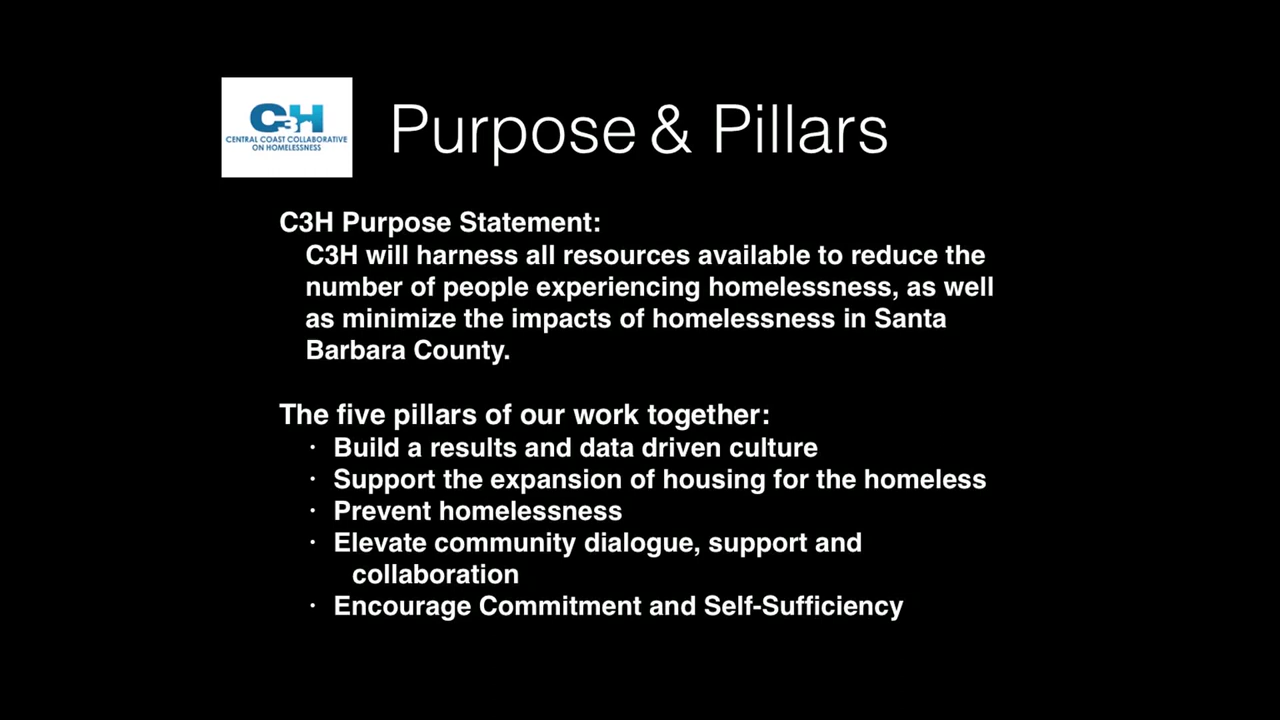 C3H
CENTRAL COAST COLLABORATIVE
ON HOMELESSNESS
Purpose & Pillars
C3H Purpose Statement:
C3H will harness all resources available to reduce the
number of people experiencing homelessness, as well
as minimize the impacts of homelessness in Santa
Barbara County.
The five pillars of our work together:
· Build a results and data driven culture
· Support the expansion of housing for the homeless
· Prevent homelessness
· Elevate community dialogue, support and
collaboration
· Encourage Commitment and Self-Sufficiency